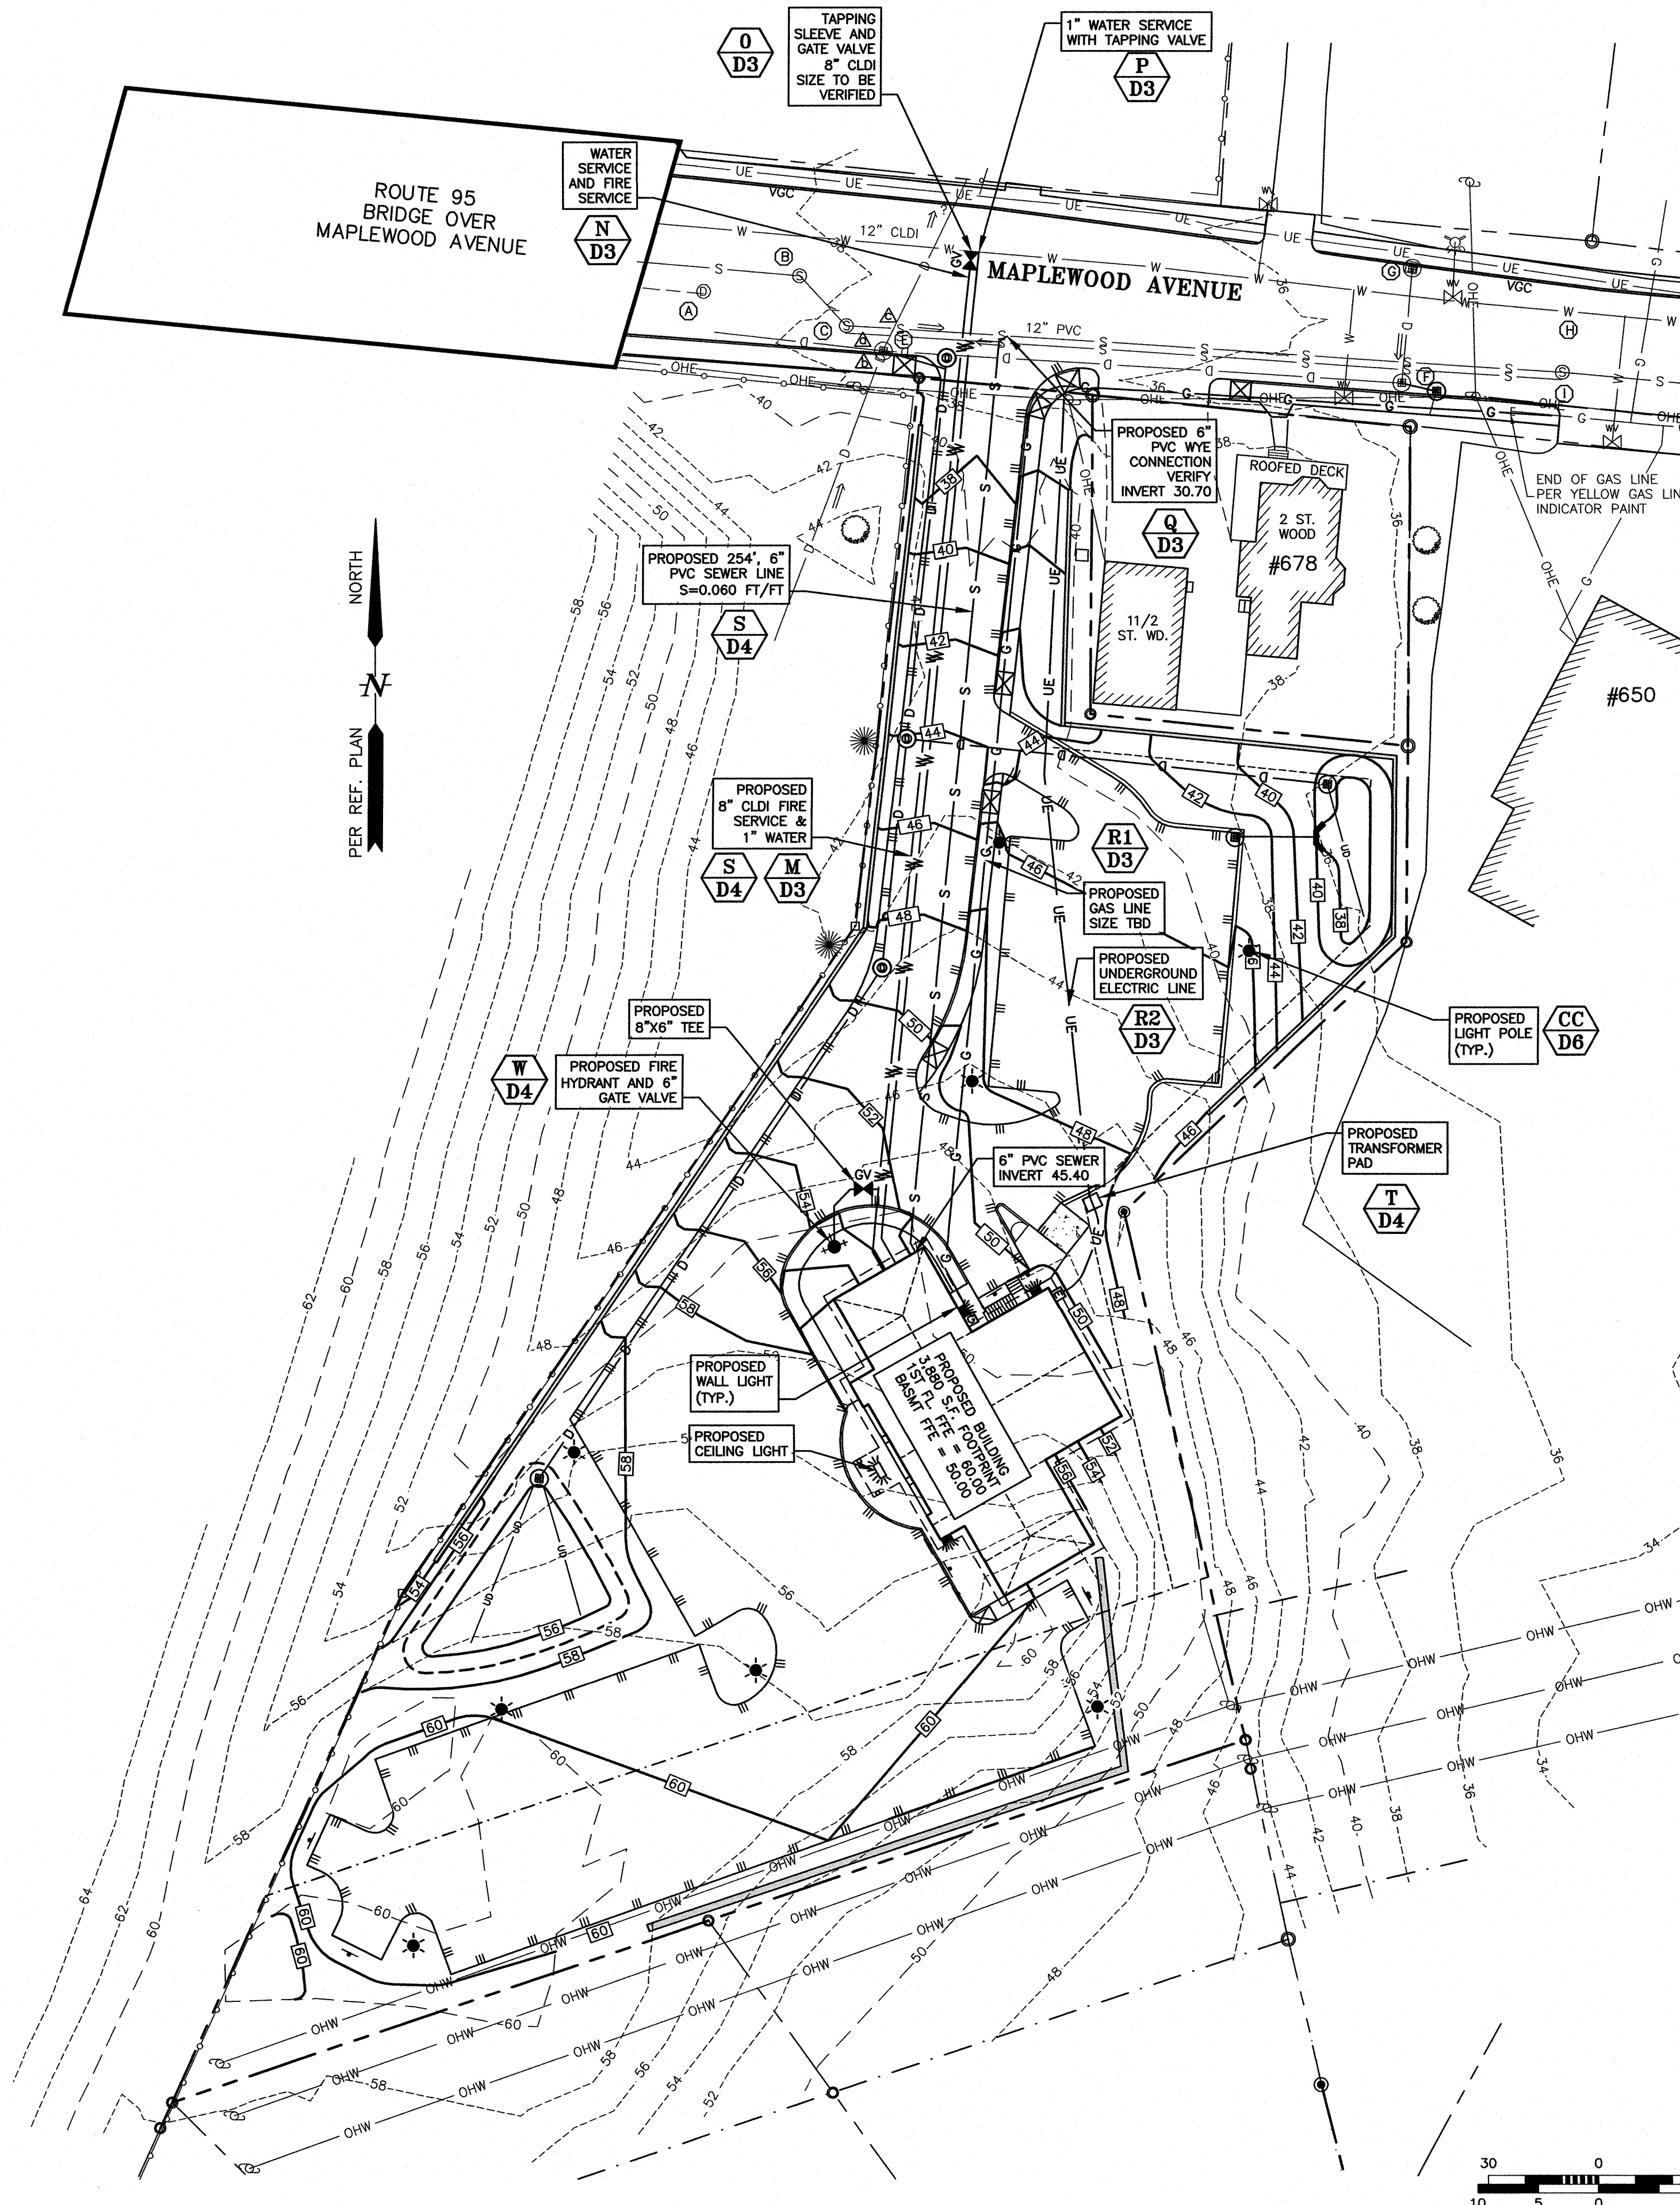 TAPPING
SLEEVE AND
GATE VALVE
8" CLDI
SIZE TO BE
VERIFIED
O
D3
1" WATER SERVICE
WITH TAPPING VALVE
P
D3
ROUTE 95
BRIDGE OVER
MAPLEWOOD AVENUE
WATER
SERVICE
AND FIRE
SERVICE
N
D3
12" CLDI
VGC
GV
MAPLEWOOD AVENUE
VGC
12" PVC
PROPOSED 6"
PVC WYE
CONNECTION
VERIFY
INVERT 30.70
Q
D3
ROOFED DECK
2 ST.
WOOD
#678
11/2
ST. WD.
END OF GAS LINE
PER YELLOW GAS LIN
INDICATOR PAINT
#650
NORTH
N
PER REF. PLAN
PROPOSED 254', 6"
PVC SEWER LINE
S=0.060 FT/FT
S
D4
PROPOSED
8" CLDI FIRE
SERVICE &
1" WATER
S
D4
M
D3
R1
D3
PROPOSED
GAS LINE
SIZE TBD
PROPOSED
UNDERGROUND
ELECTRIC LINE
R2
D3
PROPOSED
LIGHT POLE
(TYP.)
CC
D6
PROPOSED
8"X6" TEE
W
D4
PROPOSED FIRE
HYDRANT AND 6"
GATE VALVE
GV
6" PVC SEWER
INVERT 45.40
PROPOSED
TRANSFORMER
PAD
T
D4
PROPOSED
WALL LIGHT
(TYP.)
PROPOSED
CEILING LIGHT
PROPOSED BUILDING
3,880 S.F. FOOTPRINT
1ST FL. FFE = 60.00
BASMT FFE = 50.00
30 0
10 5 0